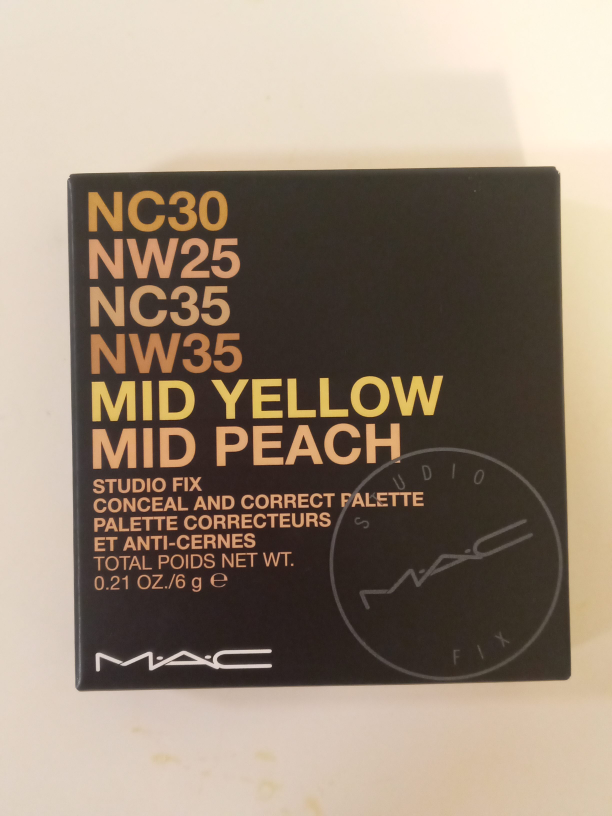 NC30
NW25
NC35
NW35
MID YELLOW
MID PEACH
STUDIO FIX
CONCEAL AND CORRECT PALETTE
PALETTE CORRECTEURS
ET ANTI-CERNES
TOTAL POIDS NET WT.
0.21 OZ./6 g ℮
STUDIO
M·A·C
FIX
M·A·C